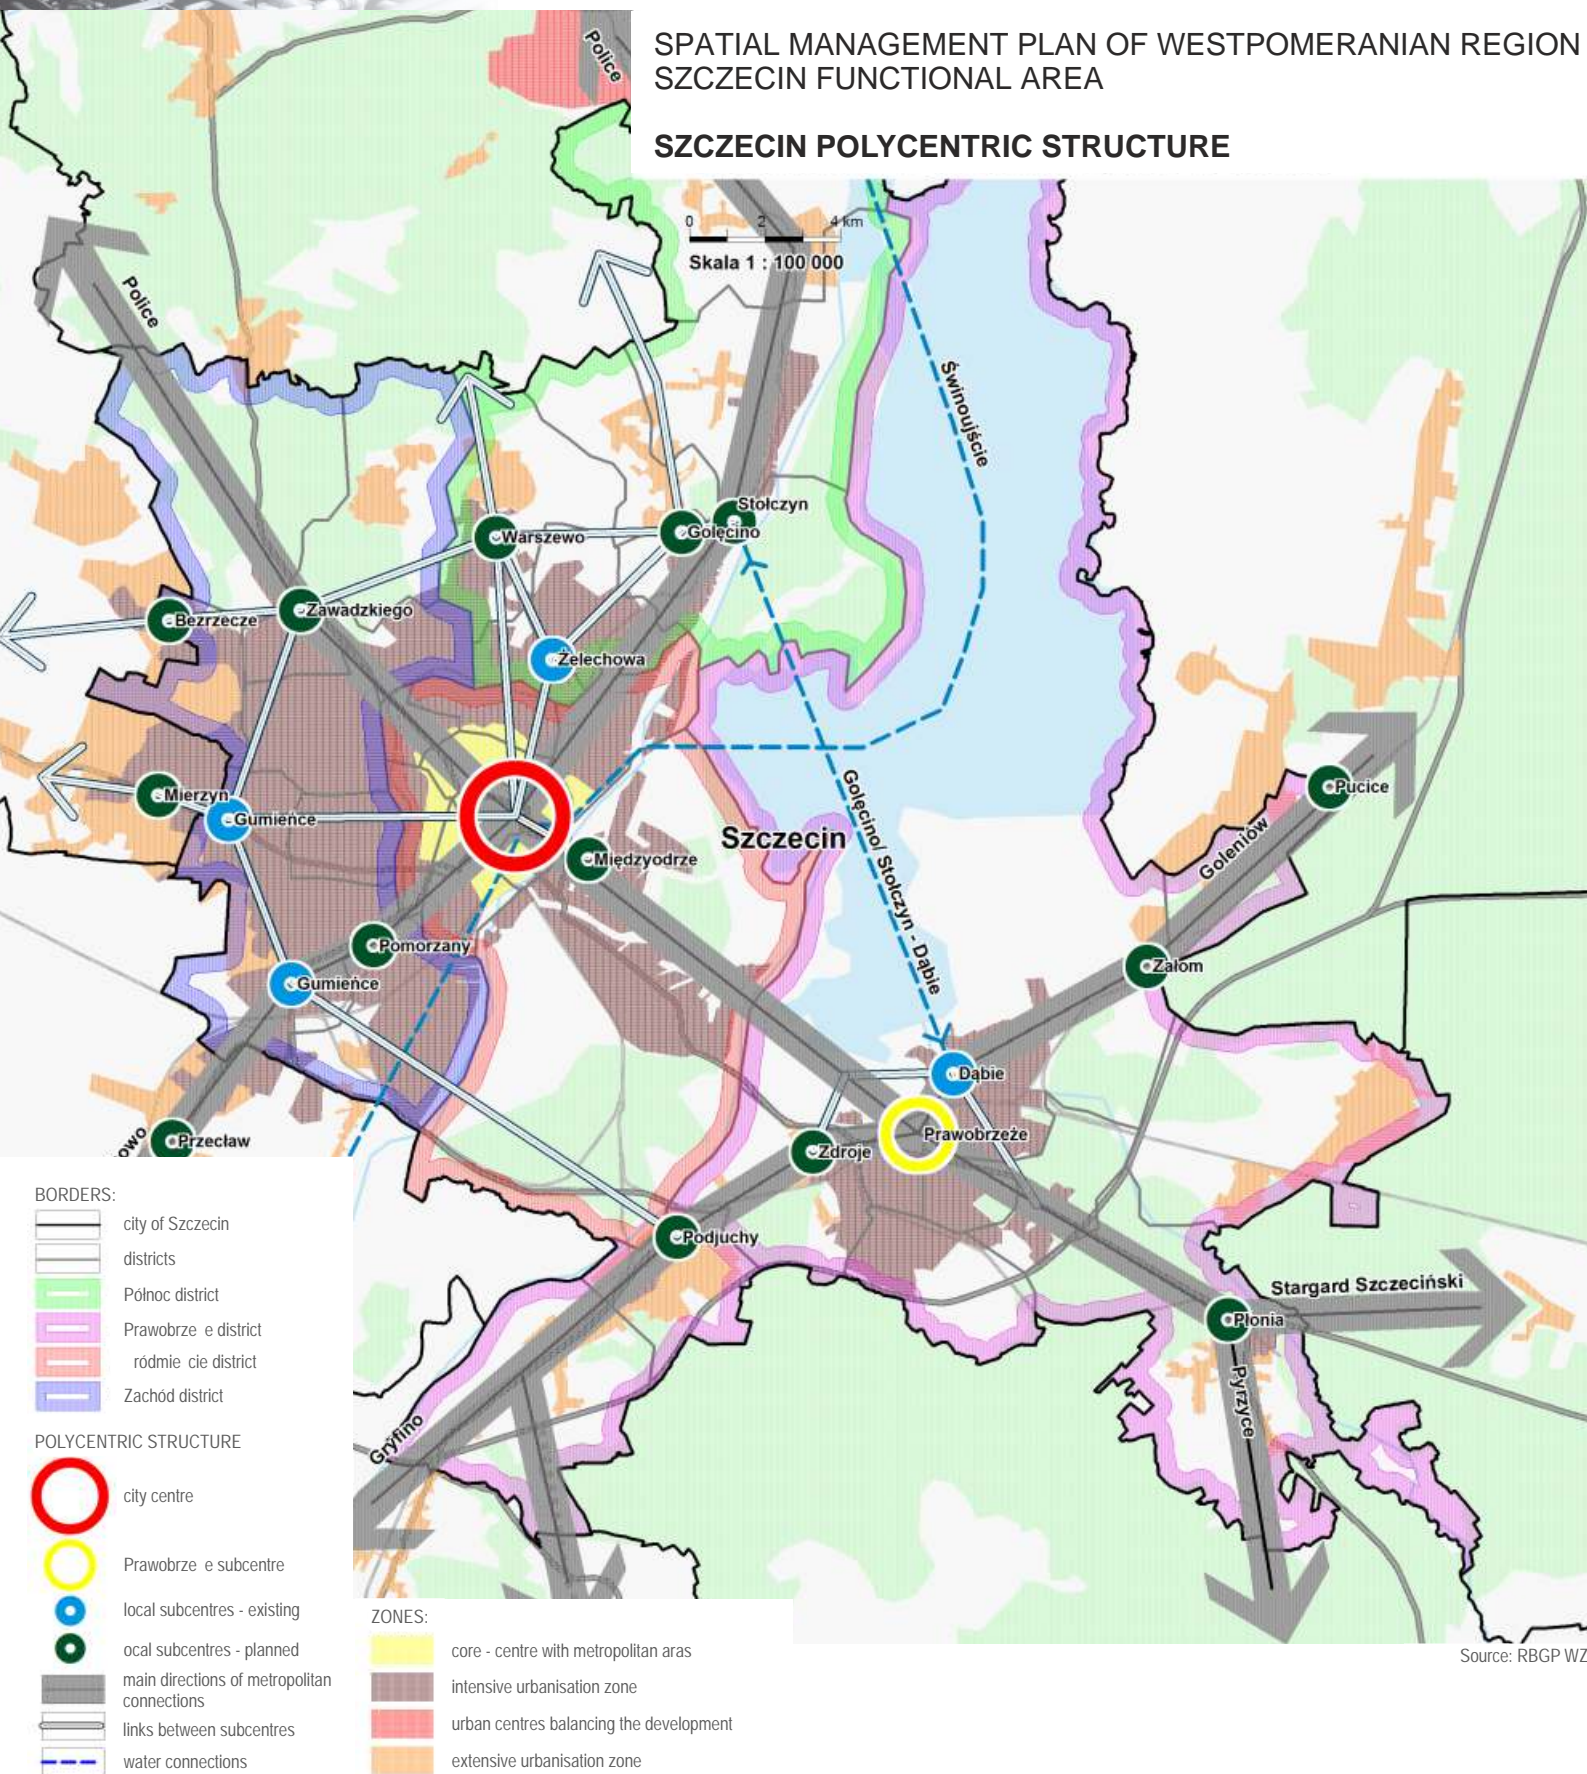 SPATIAL MANAGEMENT PLAN OF WESTPOMERANIAN REGION
SZCZECIN FUNCTIONAL AREA
SZCZECIN POLYCENTRIC STRUCTURE
Police
0 2 4 km
Skala 1 : 100 000
Police
Świnoujście
Stołczyn
Golęcino
Warszewo
Zawadzkiego
Bezrzecze
Żelechowa
Mierzyn
Gumieńce
Międzyodrze
Szczecin
Golęcino/ Stołczyn - Dąbie
Pucice
Goleniów
Pomorzany
Gumieńce
Załom
Dąbie
Prawobrzeże
Zdroje
Przecław
owo
Podjuchy
Stargard Szczeciński
Płonia
Pyrzyce
Gryfino
BORDERS:
city of Szczecin
districts
Północ district
Prawobrze e district
ródmie cie district
Zachód district
POLYCENTRIC STRUCTURE
city centre
Prawobrze e subcentre
local subcentres - existing
ocal subcentres - planned
main directions of metropolitan
connections
links between subcentres
water connections
ZONES:
core - centre with metropolitan aras
intensive urbanisation zone
urban centres balancing the development
extensive urbanisation zone
Source: RBGP WZ